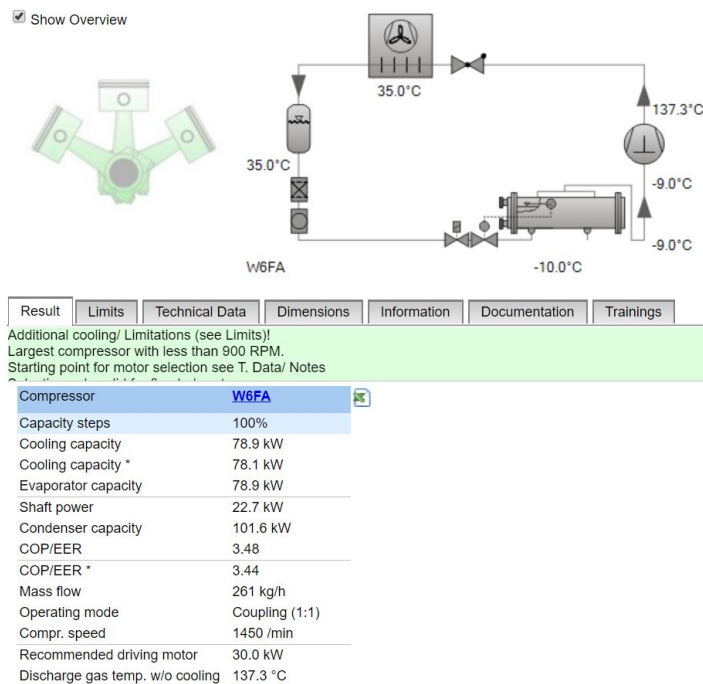 Show Overview
35.0°C
137.3°C
35.0°C
-9.0°C
-9.0°C
W6FA
-10.0°C
Result Limits Technical Data Dimensions Information Documentation Trainings
Additional cooling/ Limitations (see Limits)!
Largest compressor with less than 900 RPM.
Starting point for motor selection see T. Data/ Notes
Compressor W6FA
Capacity steps 100%
Cooling capacity 78.9 kW
Cooling capacity * 78.1 kW
Evaporator capacity 78.9 kW
Shaft power 22.7 kW
Condenser capacity 101.6 kW
COP/EER 3.48
COP/EER * 3.44
Mass flow 261 kg/h
Operating mode Coupling (1:1)
Compr. speed 1450 /min
Recommended driving motor 30.0 kW
Discharge gas temp. w/o cooling 137.3 °C